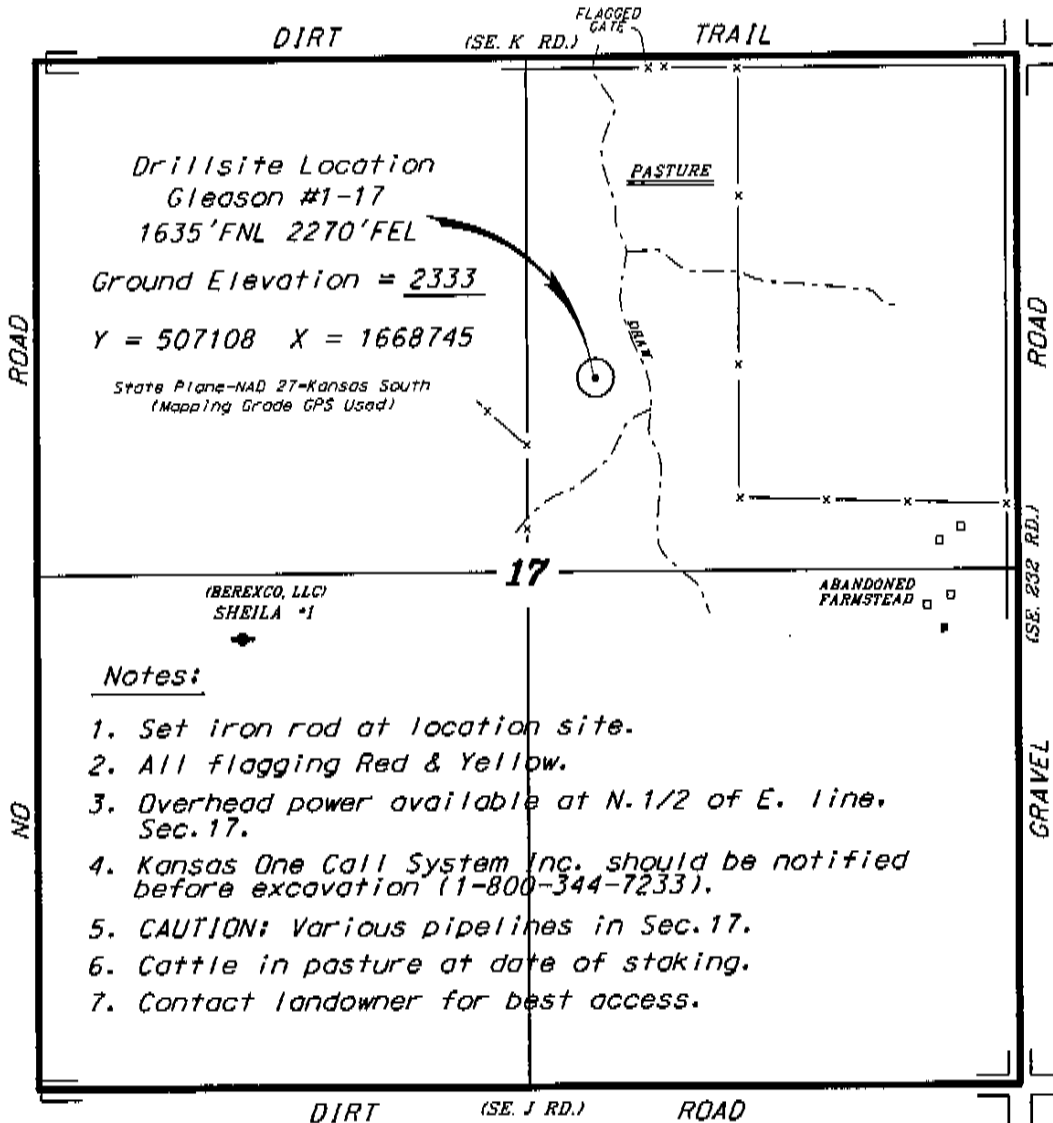 FLAGGED
GATE
DIRT (SE. K RD.) TRAIL
Drillsite Location
Gleason #1-17
1635'FNL 2270'FEL
PASTURE
Ground Elevation = 2333
Y = 507108 X = 1668745
State Plane-NAD 27-Kansas South
(Mapping Grade GPS Used)
DRAW
ROAD
ROAD
17
(BEREXCO, LLC)
SHEILA #1
ABANDONED
FARMSTEAD
(SE. 232 RD.)
Notes:
1. Set iron rod at location site.
2. All flagging Red & Yellow.
3. Overhead power available at N.1/2 of E. line,
Sec.17.
4. Kansas One Call System Inc. should be notified
before excavation (1-800-344-7233).
5. CAUTION: Various pipelines in Sec.17.
6. Cattle in pasture at date of staking.
7. Contact landowner for best access.
NO
GRAVEL
DIRT (SE. J RD.) ROAD